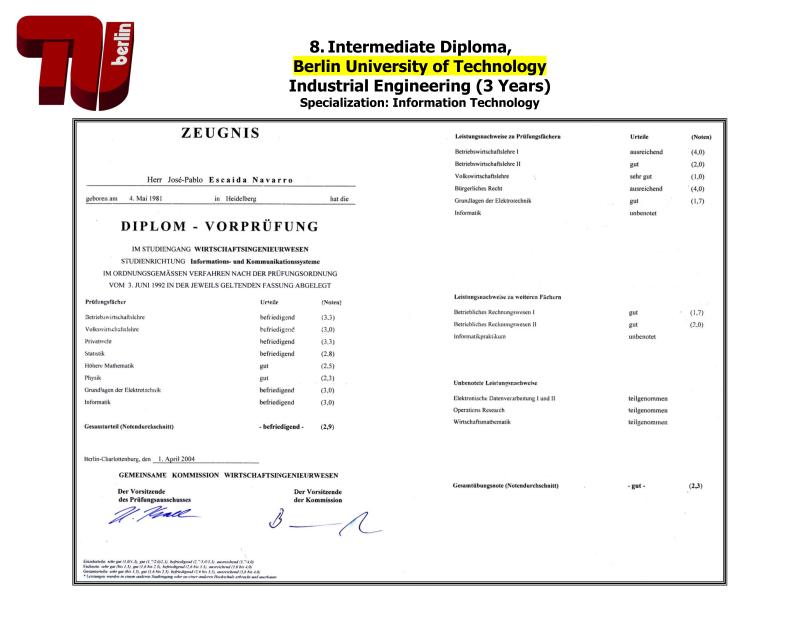 berlin
8. Intermediate Diploma,
Berlin University of Technology
Industrial Engineering (3 Years)
Specialization: Information Technology
ZEUGNIS
Herr José-Pablo Escaida Navarro
geboren am 4. Mai 1981 in Heidelberg hat die
DIPLOM - VORPRÜFUNG
IM STUDIENGANG WIRTSCHAFTSINGENIEURWESEN
STUDIENRICHTUNG Informations- und Kommunikationssysteme
IM ORDNUNGSGEMÄSSEN VERFAHREN NACH DER PRÜFUNGSORDNUNG
VOM 3. JUNI 1992 IN DER JEWEILS GELTENDEN FASSUNG ABGELEGT
Prüfungsfächer Urteile (Noten)
Betriebswirtschaftslehre befriedigend (3,3)
Volkswirtschaftslehre befriedigend (3,0)
Privatrecht befriedigend (3,3)
Statistik befriedigend (2,8)
Höhere Mathematik gut (2,5)
Physik gut (2,3)
Grundlagen der Elektrotechnik befriedigend (3,0)
Informatik befriedigend (3,0)
Gesamturteil (Notendurchschnitt) - befriedigend - (2,9)
Berlin-Charlottenburg, den 1. April 2004
GEMEINSAME KOMMISSION WIRTSCHAFTSINGENIEURWESEN
Der Vorsitzende Der Vorsitzende
des Prüfungsausschusses der Kommission
Leistungsnachweise zu Prüfungsfächern Urteile (Noten)
Betriebswirtschaftslehre I ausreichend (4,0)
Betriebswirtschaftslehre II gut (2,0)
Volkswirtschaftslehre sehr gut (1,0)
Bürgerliches Recht ausreichend (4,0)
Grundlagen der Elektrotechnik gut (1,7)
Informatik unbenotet
Leistungsnachweise zu weiteren Fächern
Betriebliches Rechnungswesen I gut (1,7)
Betriebliches Rechnungswesen II gut (2,0)
Informatikpraktikum unbenotet
Unbenotete Leistungsnachweise
Elektronische Datenverarbeitung I und II teilgenommen
Operations Research teilgenommen
Wirtschaftsmathematik teilgenommen
Gesamtübungsnote (Notendurchschnitt) - gut - (2,3)